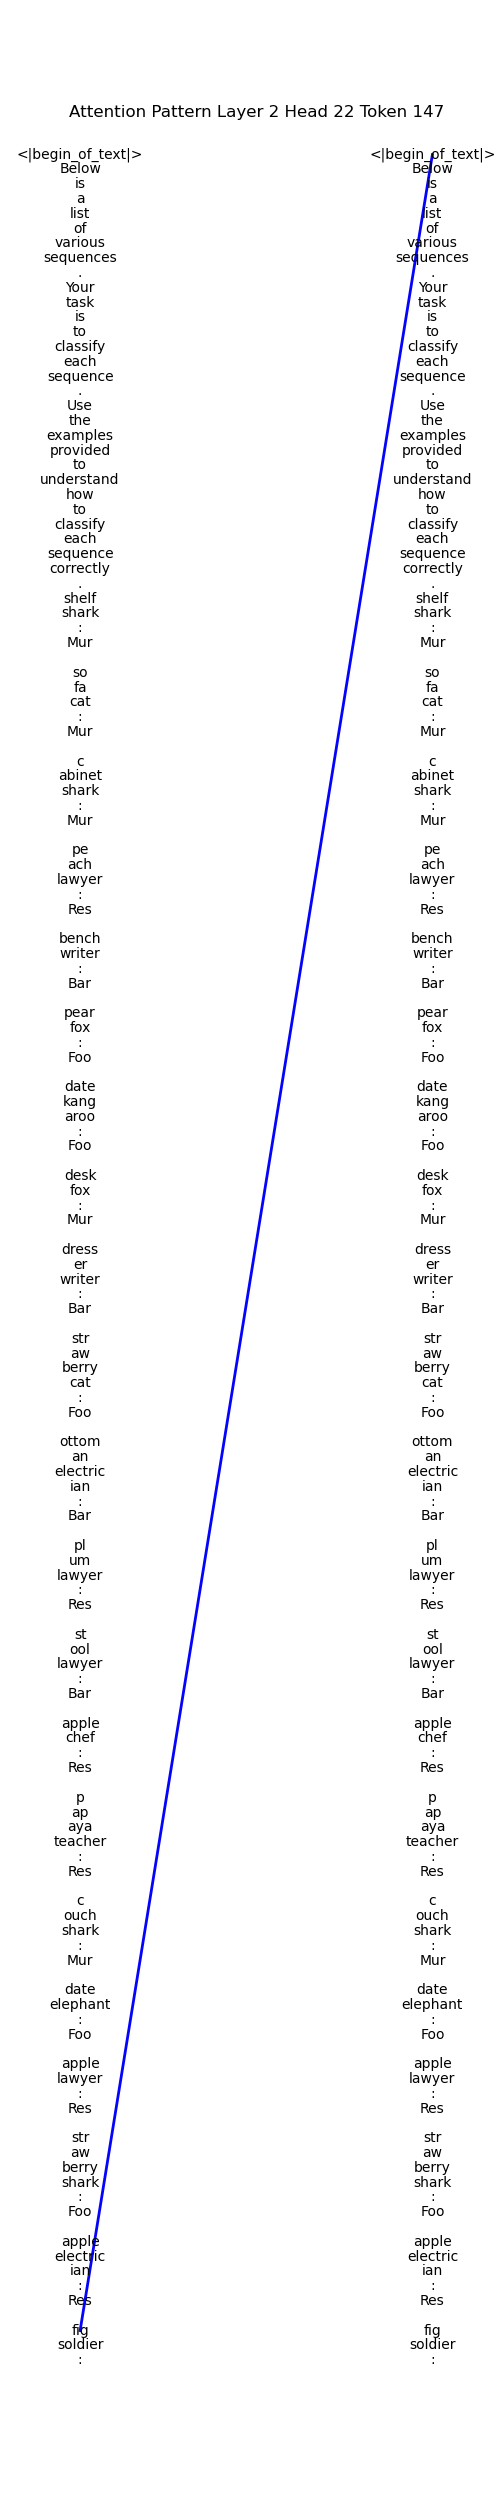 Attention Pattern Layer 2 Head 22 Token 147
<|begin_of_text|> <|begin_of_text|>
Below Below
is is
a a
list list
of of
various various
sequences sequences
. .
Your Your
task task
is is
to to
classify classify
each each
sequence sequence
. .
Use Use
the the
examples examples
provided provided
to to
understand understand
how how
to to
classify classify
each each
sequence sequence
correctly correctly
. .
shelf shelf
shark shark
: :
Mur Mur
so so
fa fa
cat cat
: :
Mur Mur
c c
abinet abinet
shark shark
: :
Mur Mur
pe pe
ach ach
lawyer lawyer
: :
Res Res
bench bench
writer writer
: :
Bar Bar
pear pear
fox fox
: :
Foo Foo
date date
kang kang
aroo aroo
: :
Foo Foo
desk desk
fox fox
: :
Mur Mur
dress dress
er er
writer writer
: :
Bar Bar
str str
aw aw
berry berry
cat cat
: :
Foo Foo
ottom ottom
an an
electric electric
ian ian
: :
Bar Bar
pl pl
um um
lawyer lawyer
: :
Res Res
st st
ool ool
lawyer lawyer
: :
Bar Bar
apple apple
chef chef
: :
Res Res
p p
ap ap
aya aya
teacher teacher
: :
Res Res
c c
ouch ouch
shark shark
: :
Mur Mur
date date
elephant elephant
: :
Foo Foo
apple apple
lawyer lawyer
: :
Res Res
str str
aw aw
berry berry
shark shark
: :
Foo Foo
apple apple
electric electric
ian ian
: :
Res Res
fig fig
soldier soldier
: :